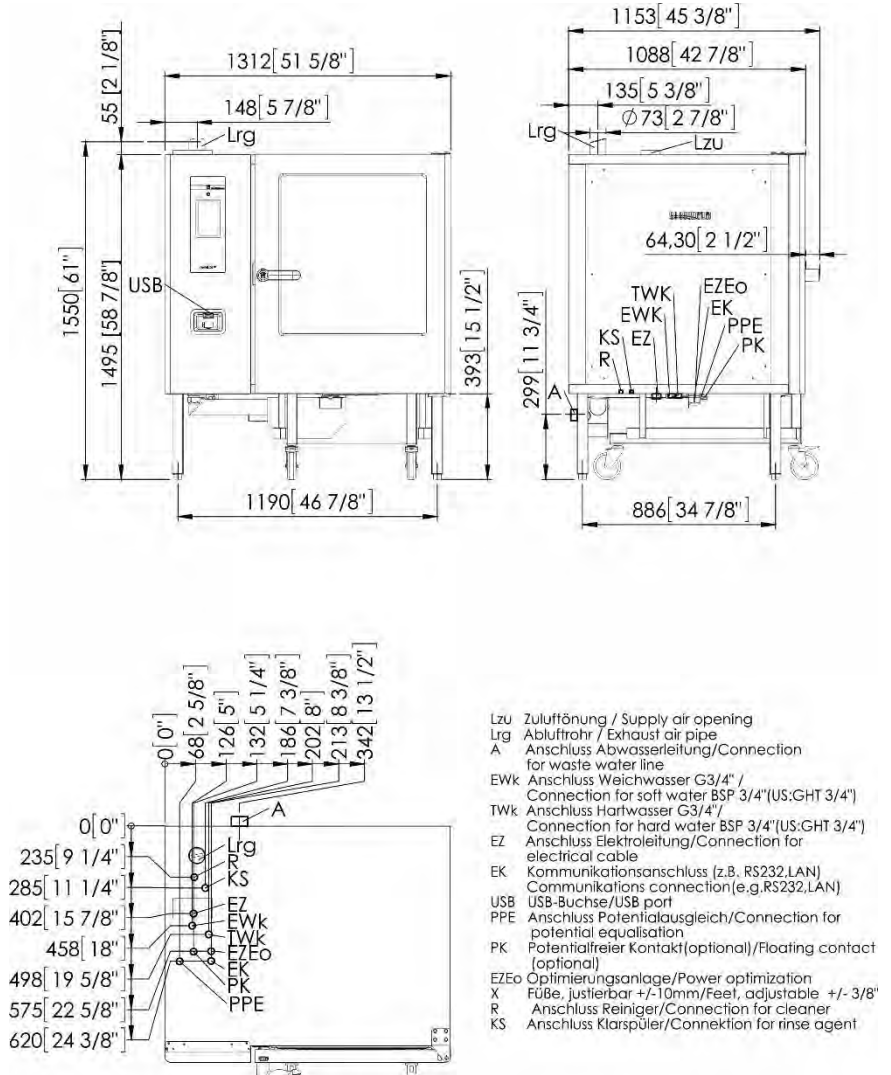 1312[51 5/8"]
55[2 1/8"]
148[5 7/8"]
Lrg
USB
1550[61"]
1495[58 7/8"]
393[15 1/2"]
1190[46 7/8"]
1153[45 3/8"]
1088[42 7/8"]
135[5 3/8"]
Ø73[2 7/8"]
Lrg
Lzu
64,30[2 1/2"]
TWK
EZEo
EWK
EK
KS
EZ
PPE
R
PK
A
299[11 3/4"]
886[34 7/8"]
0[0"]
68[2 5/8"]
126[5"]
132[5 1/4"]
186[7 3/8"]
202[8"]
213[8 3/8"]
342[13 1/2"]
A
0[0"]
235[9 1/4"]
285[11 1/4"]
402[15 7/8"]
458[18"]
498[19 5/8"]
575[22 5/8"]
620[24 3/8"]
Lrg
R
KS
EZ
EWk
TWk
EZEo
EK
PK
PPE
Lzu Zuluftönung / Supply air opening
Lrg Abluftrohr / Exhaust air pipe
A Anschluss Abwasserleitung/Connection
for waste water line
EWk Anschluss Weichwasser G3/4" /
Connection for soft water BSP 3/4"(US:GHT 3/4")
TWk Anschluss Hartwasser G3/4"/
Connection for hard water BSP 3/4"(US:GHT 3/4")
EZ Anschluss Elektroleitung/Connection for
electrical cable
EK Kommunikationsanschluss (z.B. RS232,LAN)
Communikations connection(e.g.RS232,LAN)
USB USB-Buchse/USB port
PPE Anschluss Potentialausgleich/Connection for
potential equalisation
PK Potentialfreier Kontakt(optional)/Floating contact
(optional)
EZEo Optimierungsanlage/Power optimization
X Füße, justierbar +/-10mm/Feet, adjustable +/- 3/8"
R Anschluss Reiniger/Connection for cleaner
KS Anschluss Klarspüler/Connektion for rinse agent